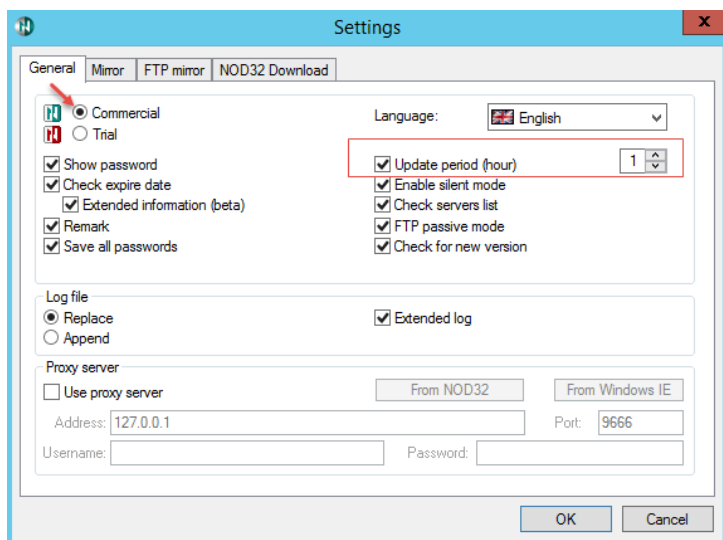 Settings
x
General Mirror FTP mirror NOD32 Download
Commercial
Trial
Language: English
Show password
Check expire date
Extended information (beta)
Remark
Save all passwords
Update period (hour) 1
Enable silent mode
Check servers list
FTP passive mode
Check for new version
Log file
Replace
Append
Extended log
Proxy server
Use proxy server From NOD32 From Windows IE
Address: 127.0.0.1 Port: 9666
Username: Password:
OK Cancel